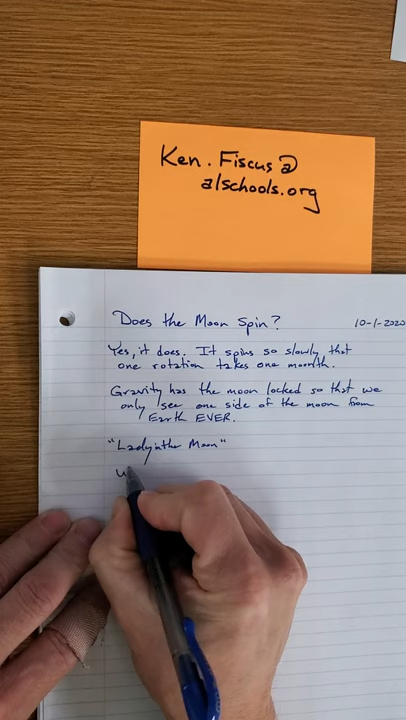 Ken.Fiscus@
alschools.org
Does the Moon Spin?
10-1-2020
Yes, it does. It spins so slowly that
one rotation takes one moonth.
Gravity has the moon locked so that we
only see one side of the moon from
Earth EVER.
"Lady in the Moon"